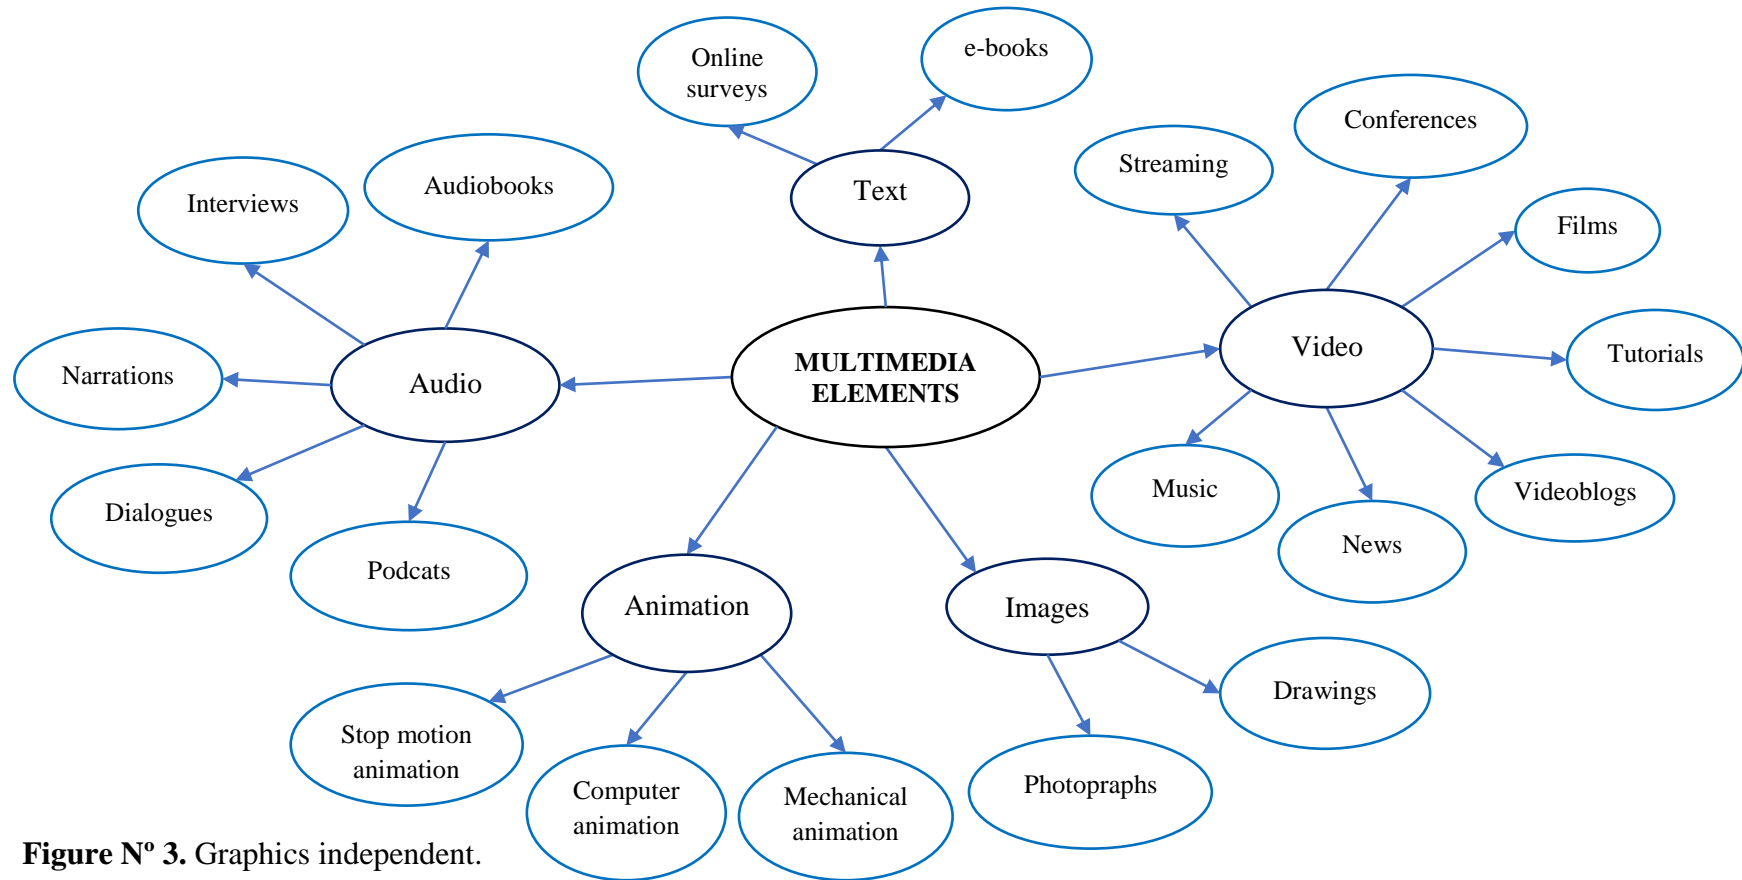 Online
surveys
e-books
Conferences
Streaming
Text
Films
Interviews
Audiobooks
Video
Tutorials
MULTIMEDIA
ELEMENTS
Narrations
Audio
Music
Videoblogs
News
Dialogues
Podcats
Animation
Images
Drawings
Stop motion
animation
Computer
animation
Mechanical
animation
Photopraphs
Figure Nº 3. Graphics independent.